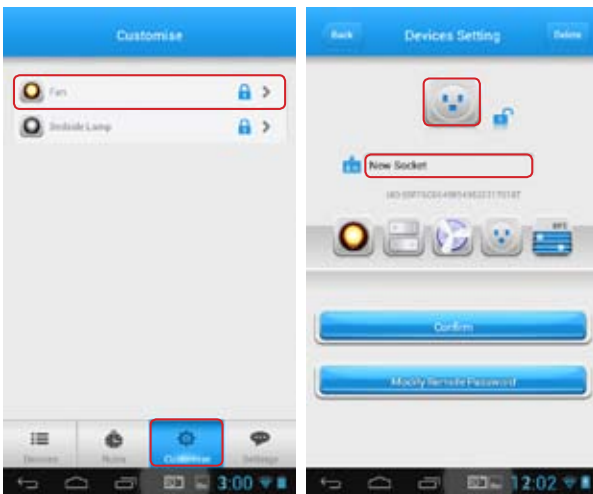 Customise
Fan
Bedside Lamp
Devices
Customise
Settings
3:00
Back
Devices Setting
Delete
New Socket
Confirm
Modify Remote Password
12:02